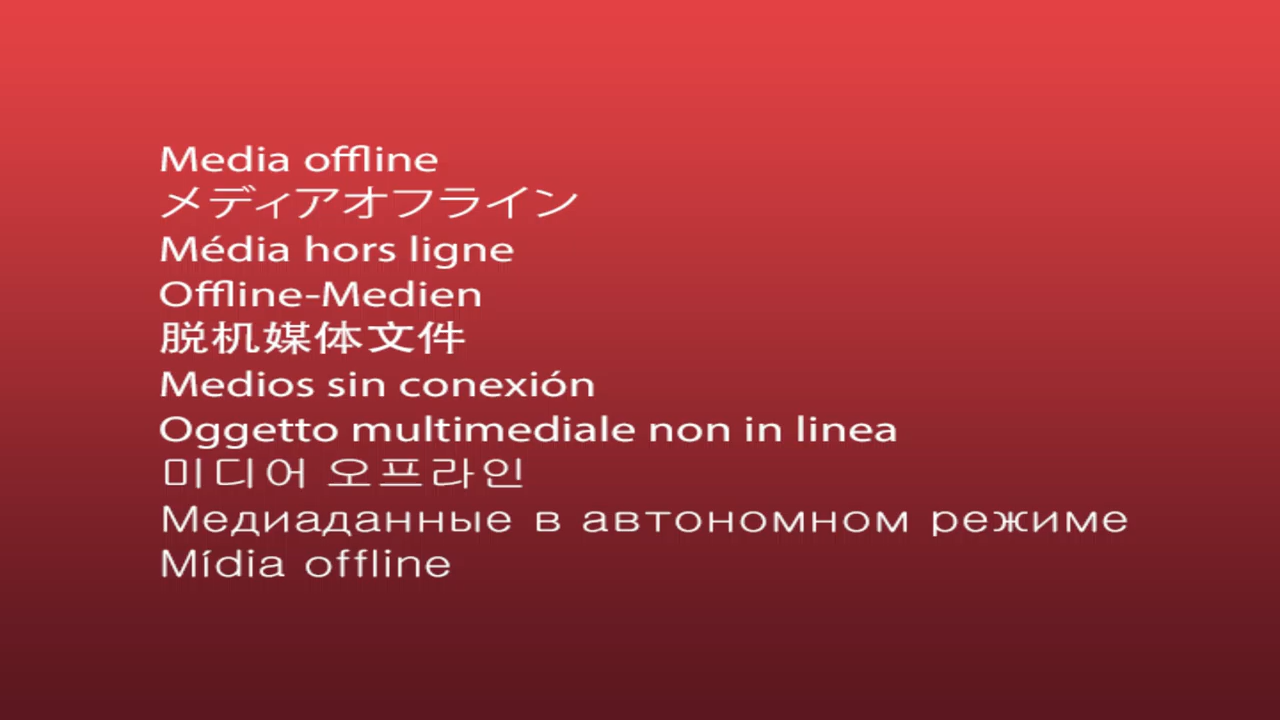 Media offline
メディアオフライン
Média hors ligne
Offline-Medien
脱机媒体文件
Medios sin conexión
Oggetto multimediale non in linea
미디어 오프라인
Медиаданные в автономном режиме
Mídia offline